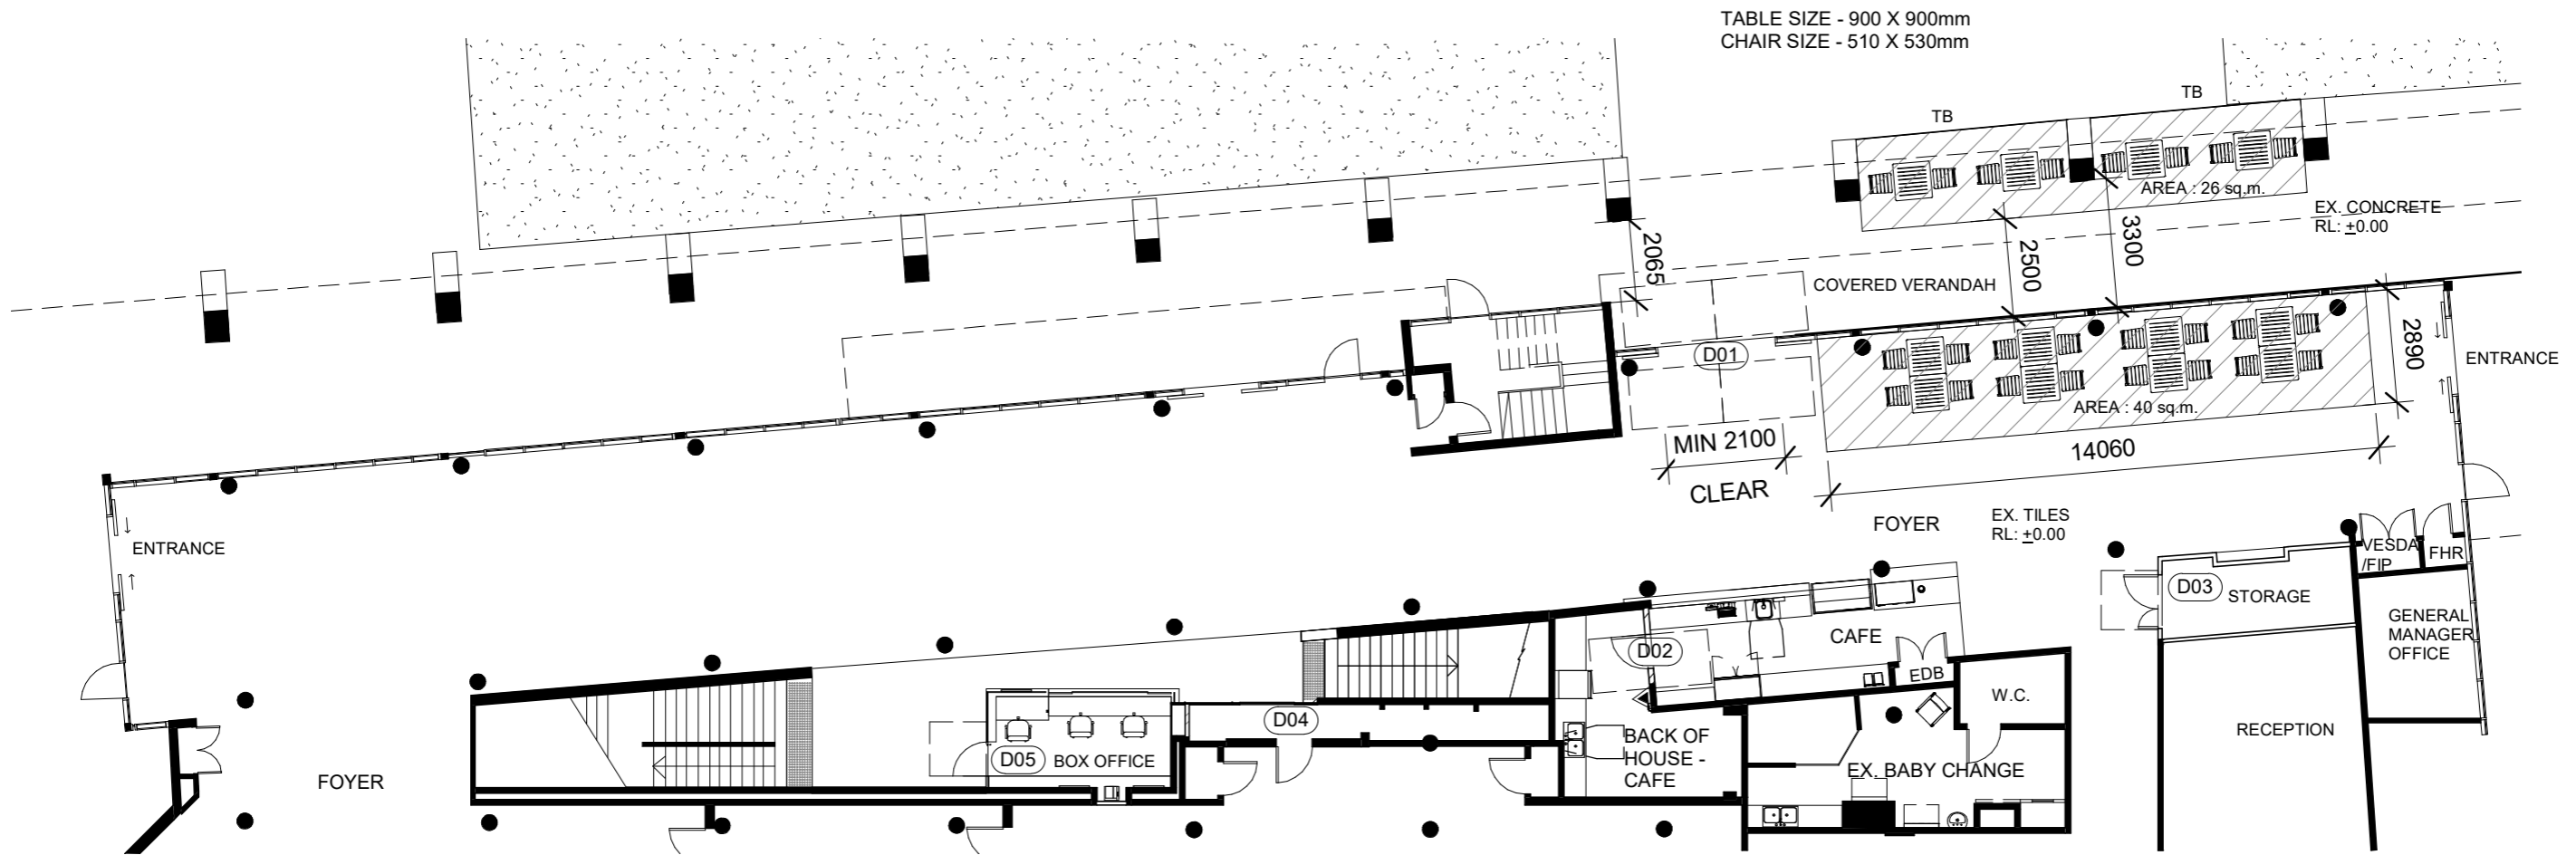 TABLE SIZE - 900 X 900mm
CHAIR SIZE - 510 X 530mm
TB
TB
AREA : 26 sq.m.
EX. CONCRETE
RL: ±0.00
2065
2500
3300
COVERED VERANDAH
2890
ENTRANCE
D01
AREA : 40 sq.m.
MIN 2100
CLEAR
14060
FOYER
EX. TILES
RL: ±0.00
ENTRANCE
VESDA
/FIP
FHR
D03
STORAGE
GENERAL
MANAGER
OFFICE
CAFE
D02
EDB
W.C.
RECEPTION
D04
D05
BOX OFFICE
BACK OF
HOUSE -
CAFE
EX. BABY CHANGE
FOYER